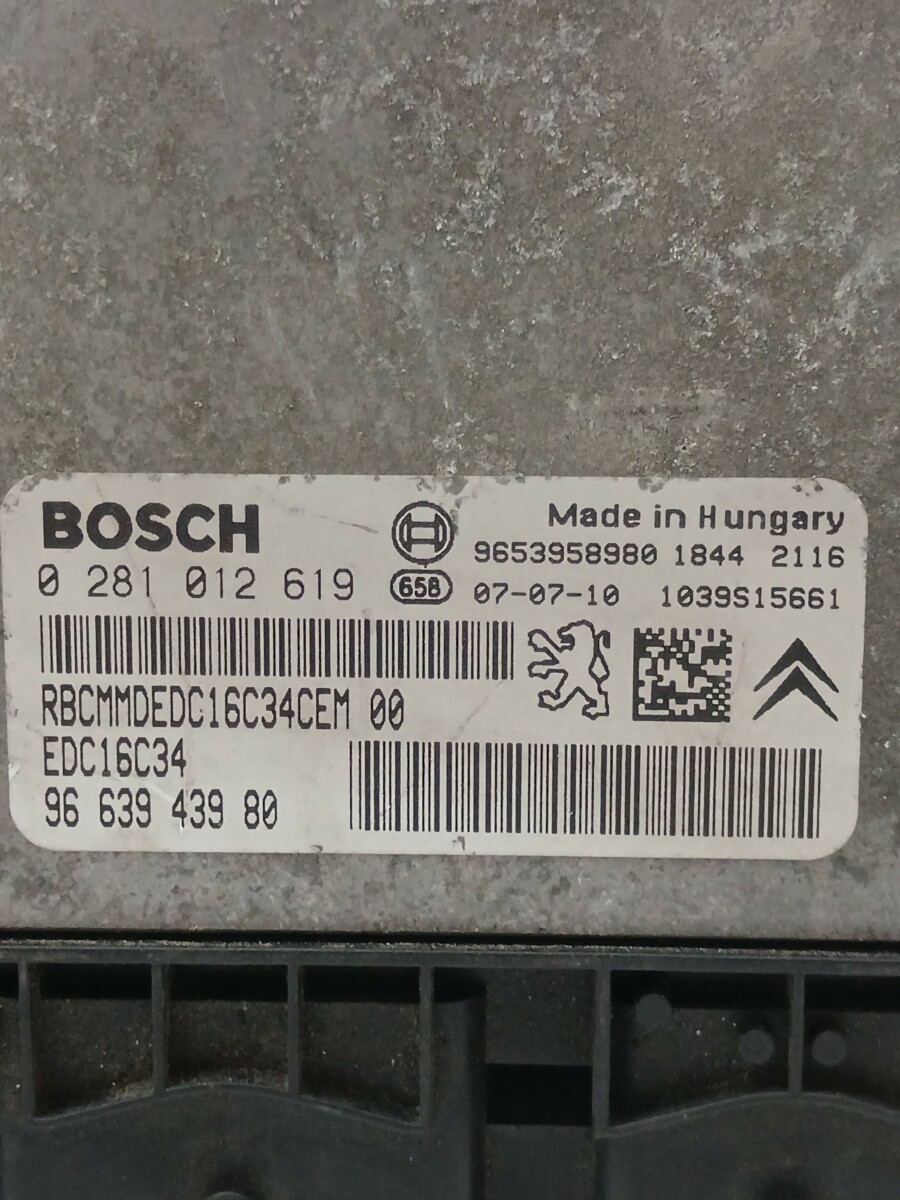 BOSCH
Made in Hungary
9653958980 1844 2116
0 281 012 619
658
07-07-10 1039S15661
RBCMMDEDC16C34CEM 00
EDC16C34
96 639 439 80